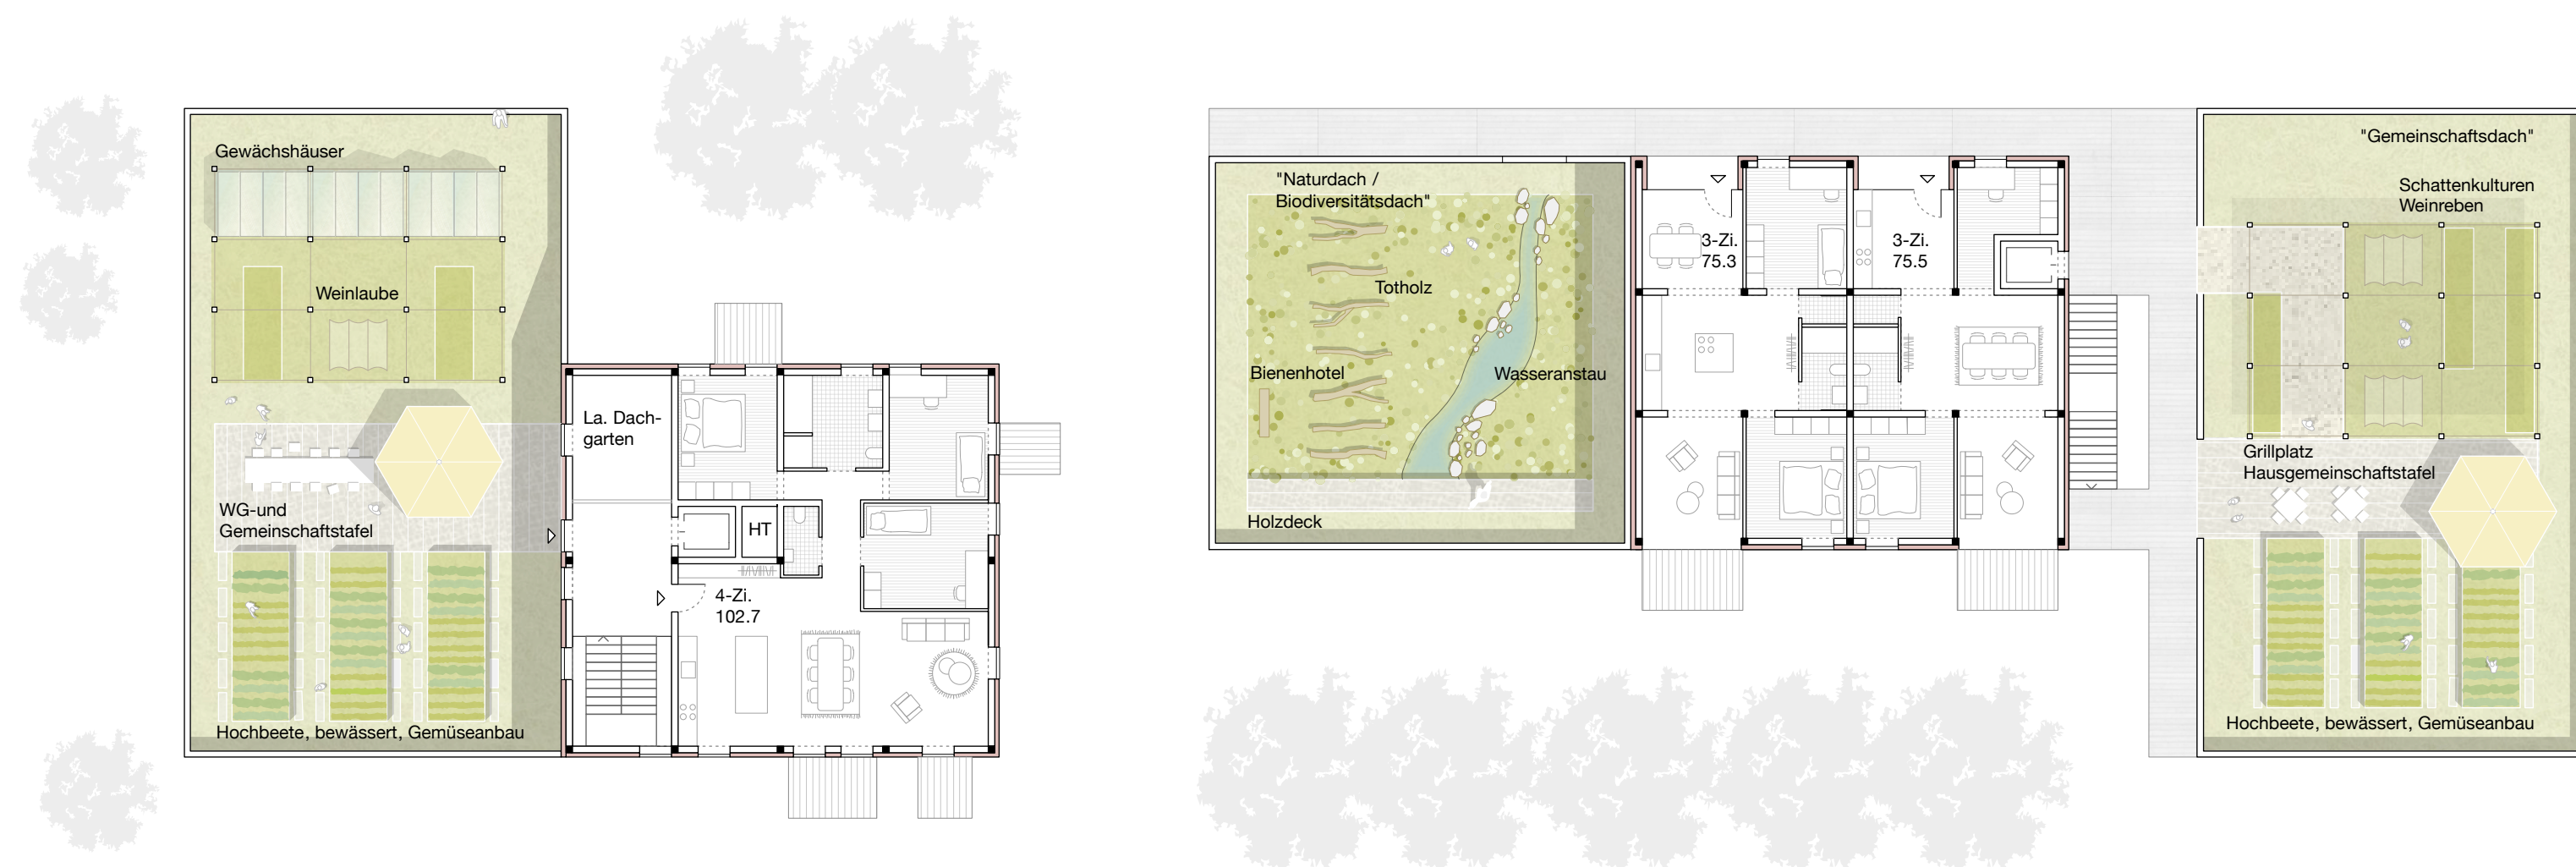 Gewächshäuser
Weinlaube
WG-und
Gemeinschaftstafel
Hochbeete, bewässert, Gemüseanbau
La. Dach-
garten
HT
4-Zi.
102.7
"Naturdach /
Biodiversitätsdach"
Totholz
Bienenhotel
Wasseranstau
Holzdeck
3-Zi.
75.3
3-Zi.
75.5
"Gemeinschaftsdach"
Schattenkulturen
Weinreben
Grillplatz
Hausgemeinschaftstafel
Hochbeete, bewässert, Gemüseanbau